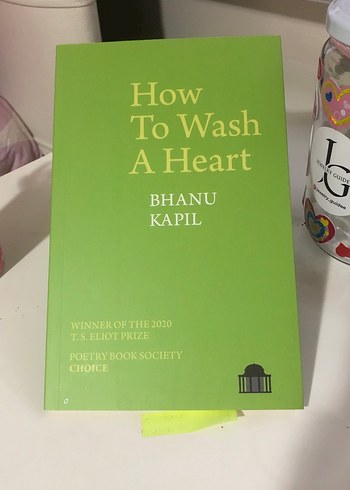 How
To Wash
A Heart
BHANU
KAPIL
WINNER OF THE 2020
T. S. ELIOT PRIZE
POETRY BOOK SOCIETY
CHOICE